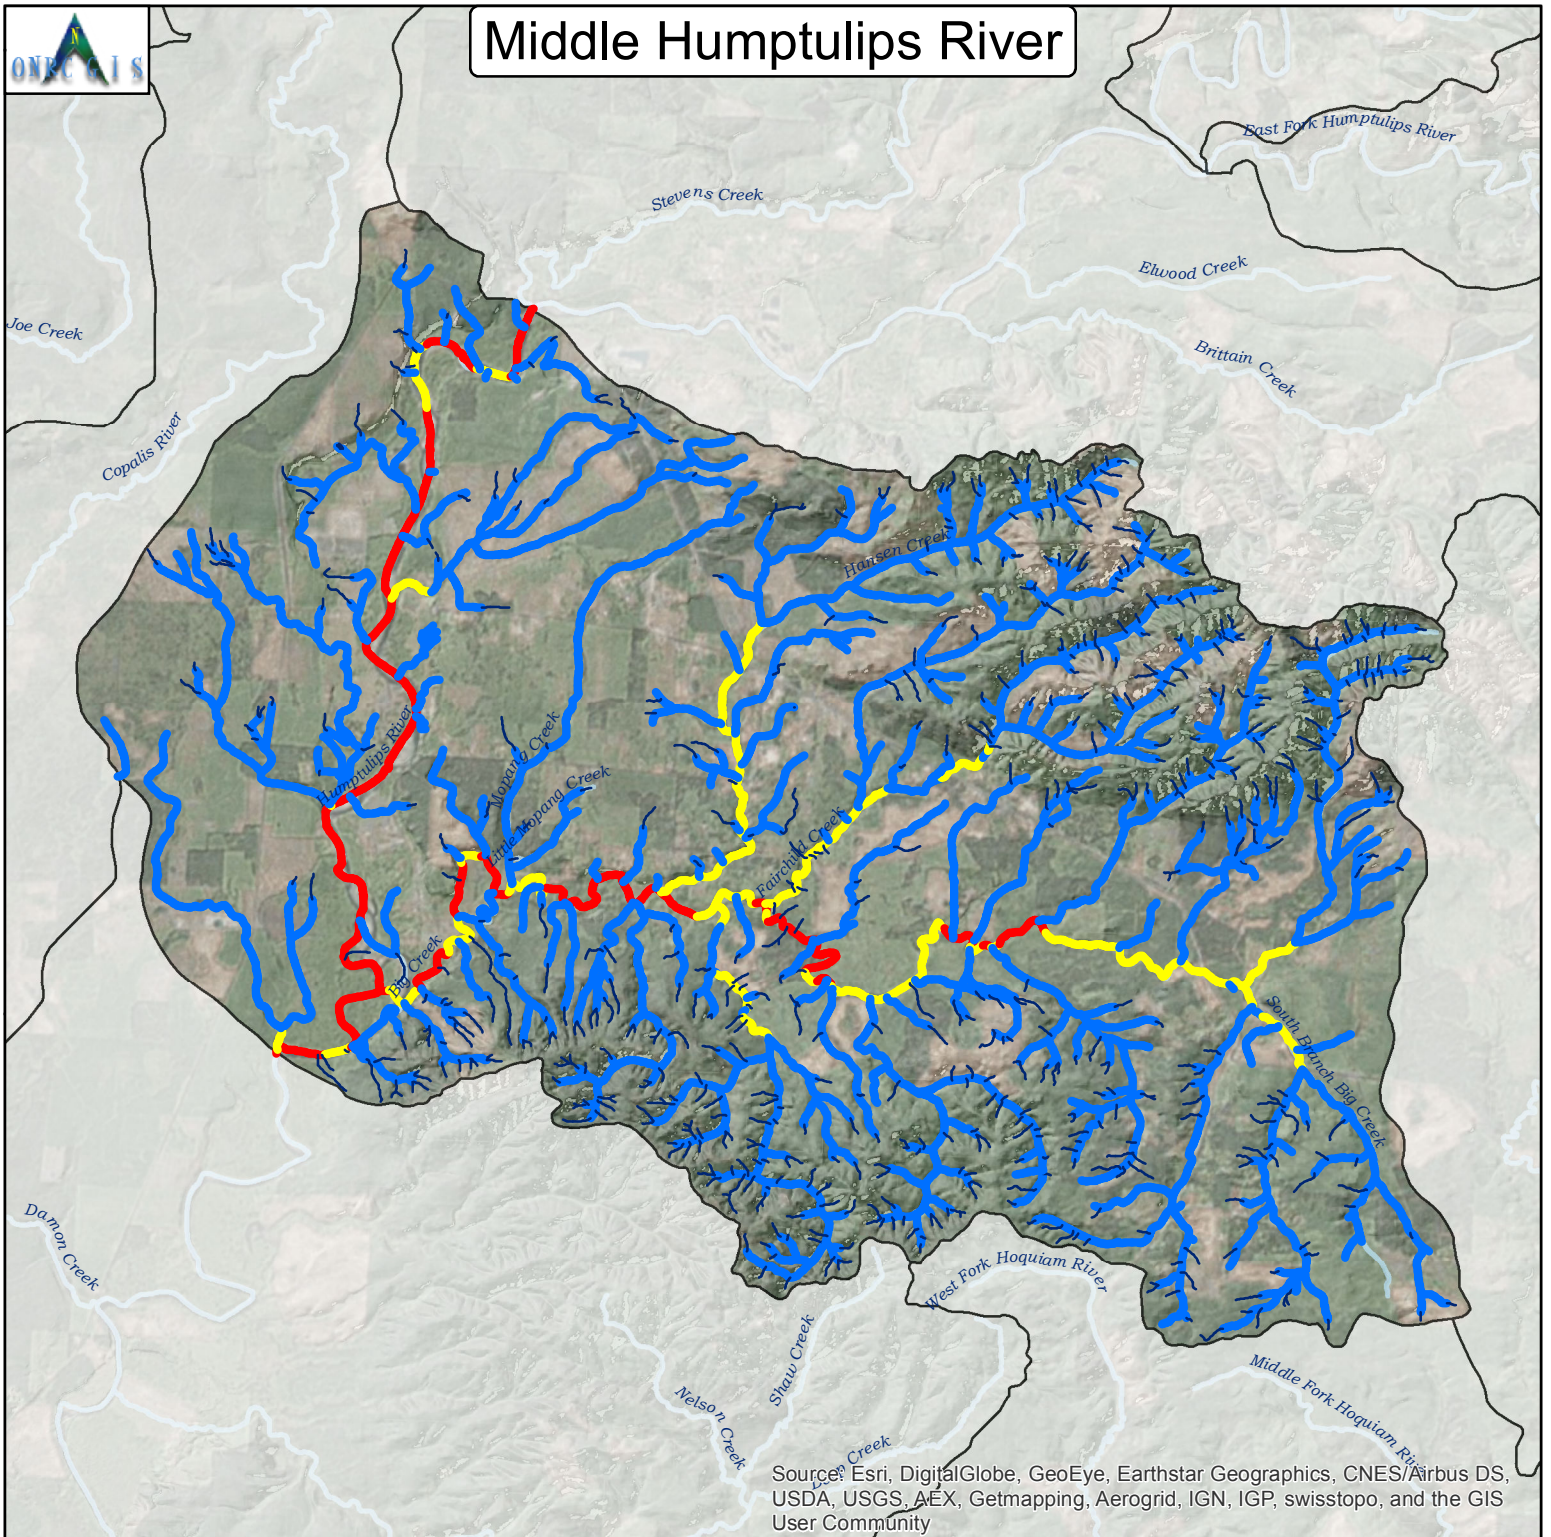 N
ONRC GIS
Middle Humptulips River
East Fork Humptulips River
Stevens Creek
Elwood Creek
Joe Creek
Brittain Creek
Copalis River
Hansen Creek
Humptulips River
Mopang Creek
Little Mopang Creek
Fairchild Creek
Big Creek
South Branch Big Creek
Damon Creek
West Fork Hoquiam River
Shaw Creek
Middle Fork Hoquiam River
Nelson Creek
Creek
Source: Esri, DigitalGlobe, GeoEye, Earthstar Geographics, CNES/Airbus DS,
USDA, USGS, AEX, Getmapping, Aerogrid, IGN, IGP, swisstopo, and the GIS
User Community